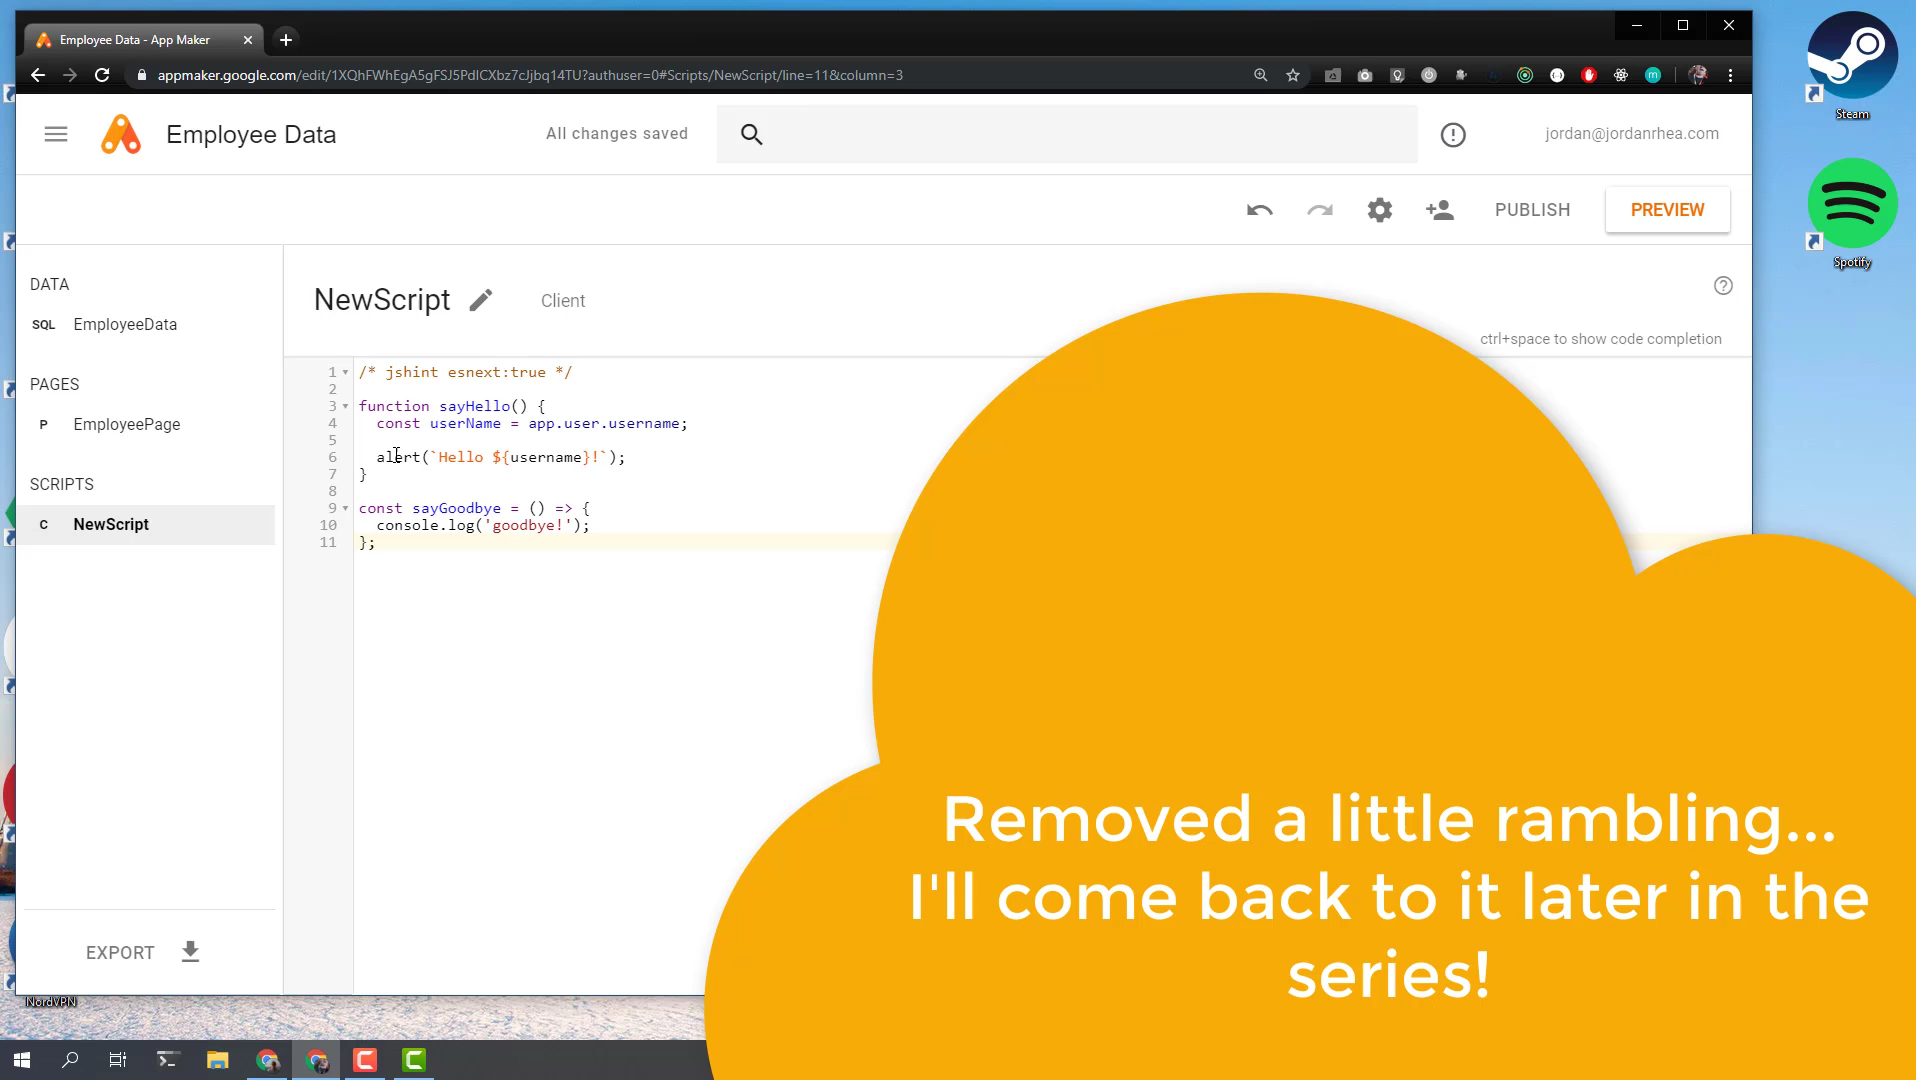 Employee Data - App Maker
appmaker.google.com/edit/1XQhFWhEgA5gFSJ5PdlCXbz7cJjbq14TU?authuser=0#Scripts/NewScript/line=11&column=3
Employee Data
All changes saved
jordan@jordanrhea.com
PUBLISH
PREVIEW
DATA
SQL EmployeeData
PAGES
P EmployeePage
SCRIPTS
C NewScript
EXPORT
NewScript
Client
ctrl+space to show code completion
1 /* jshint esnext:true */
2
3 function sayHello() {
4 const userName = app.user.username;
5
6 alert(`Hello ${username}!`);
7 }
8
9 const sayGoodbye = () => {
10 console.log('goodbye!');
11 };
Removed a little rambling...
I'll come back to it later in the
series!
Steam
Spotify
NordVPN